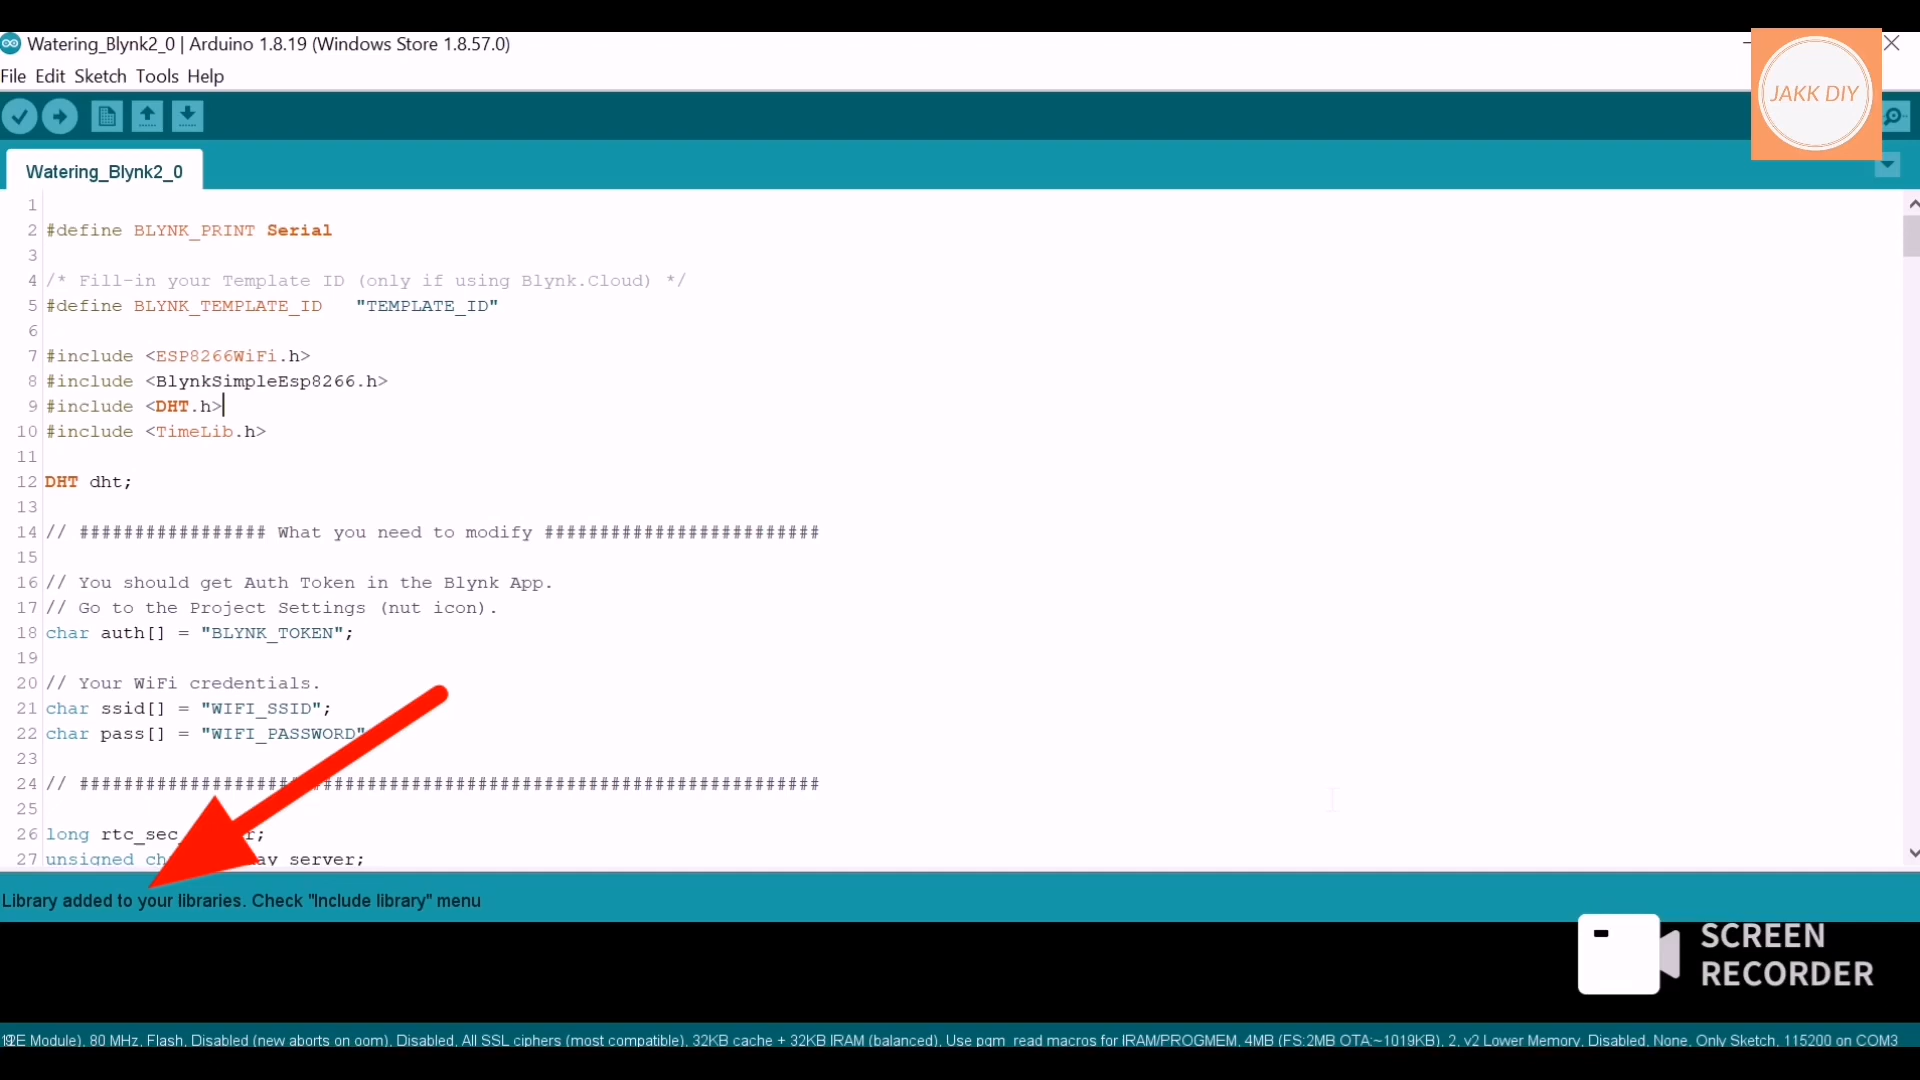 Watering_Blynk2_0 | Arduino 1.8.19 (Windows Store 1.8.57.0)
File Edit Sketch Tools Help
JAKK DIY
Watering_Blynk2_0
1
2 #define BLYNK_PRINT Serial
3
4 /* Fill-in your Template ID (only if using Blynk.Cloud) */
5 #define BLYNK_TEMPLATE_ID "TEMPLATE_ID"
6
7 #include <ESP8266WiFi.h>
8 #include <BlynkSimpleEsp8266.h>
9 #include <DHT.h>
10 #include <TimeLib.h>
11
12 DHT dht;
13
14 // ################# What you need to modify #########################
15
16 // You should get Auth Token in the Blynk App.
17 // Go to the Project Settings (nut icon).
18 char auth[] = "BLYNK_TOKEN";
19
20 // Your WiFi credentials.
21 char ssid[] = "WIFI_SSID";
22 char pass[] = "WIFI_PASSWORD"
23
24 // ###################################################################
25
26 long rtc_sec_ r;
27 unsigned ch ay server;
Library added to your libraries. Check "Include library" menu
SCREEN
RECORDER
Module), 80 MHz, Flash, Disabled (new aborts on oom), Disabled, All SSL ciphers (most compatible), 32KB cache + 32KB IRAM (balanced), Use pgm_read macros for IRAM/PROGMEM, 4MB (FS:2MB OTA:~1019KB), 2, v2 Lower Memory, Disabled, None, Only Sketch, 115200 on COM3